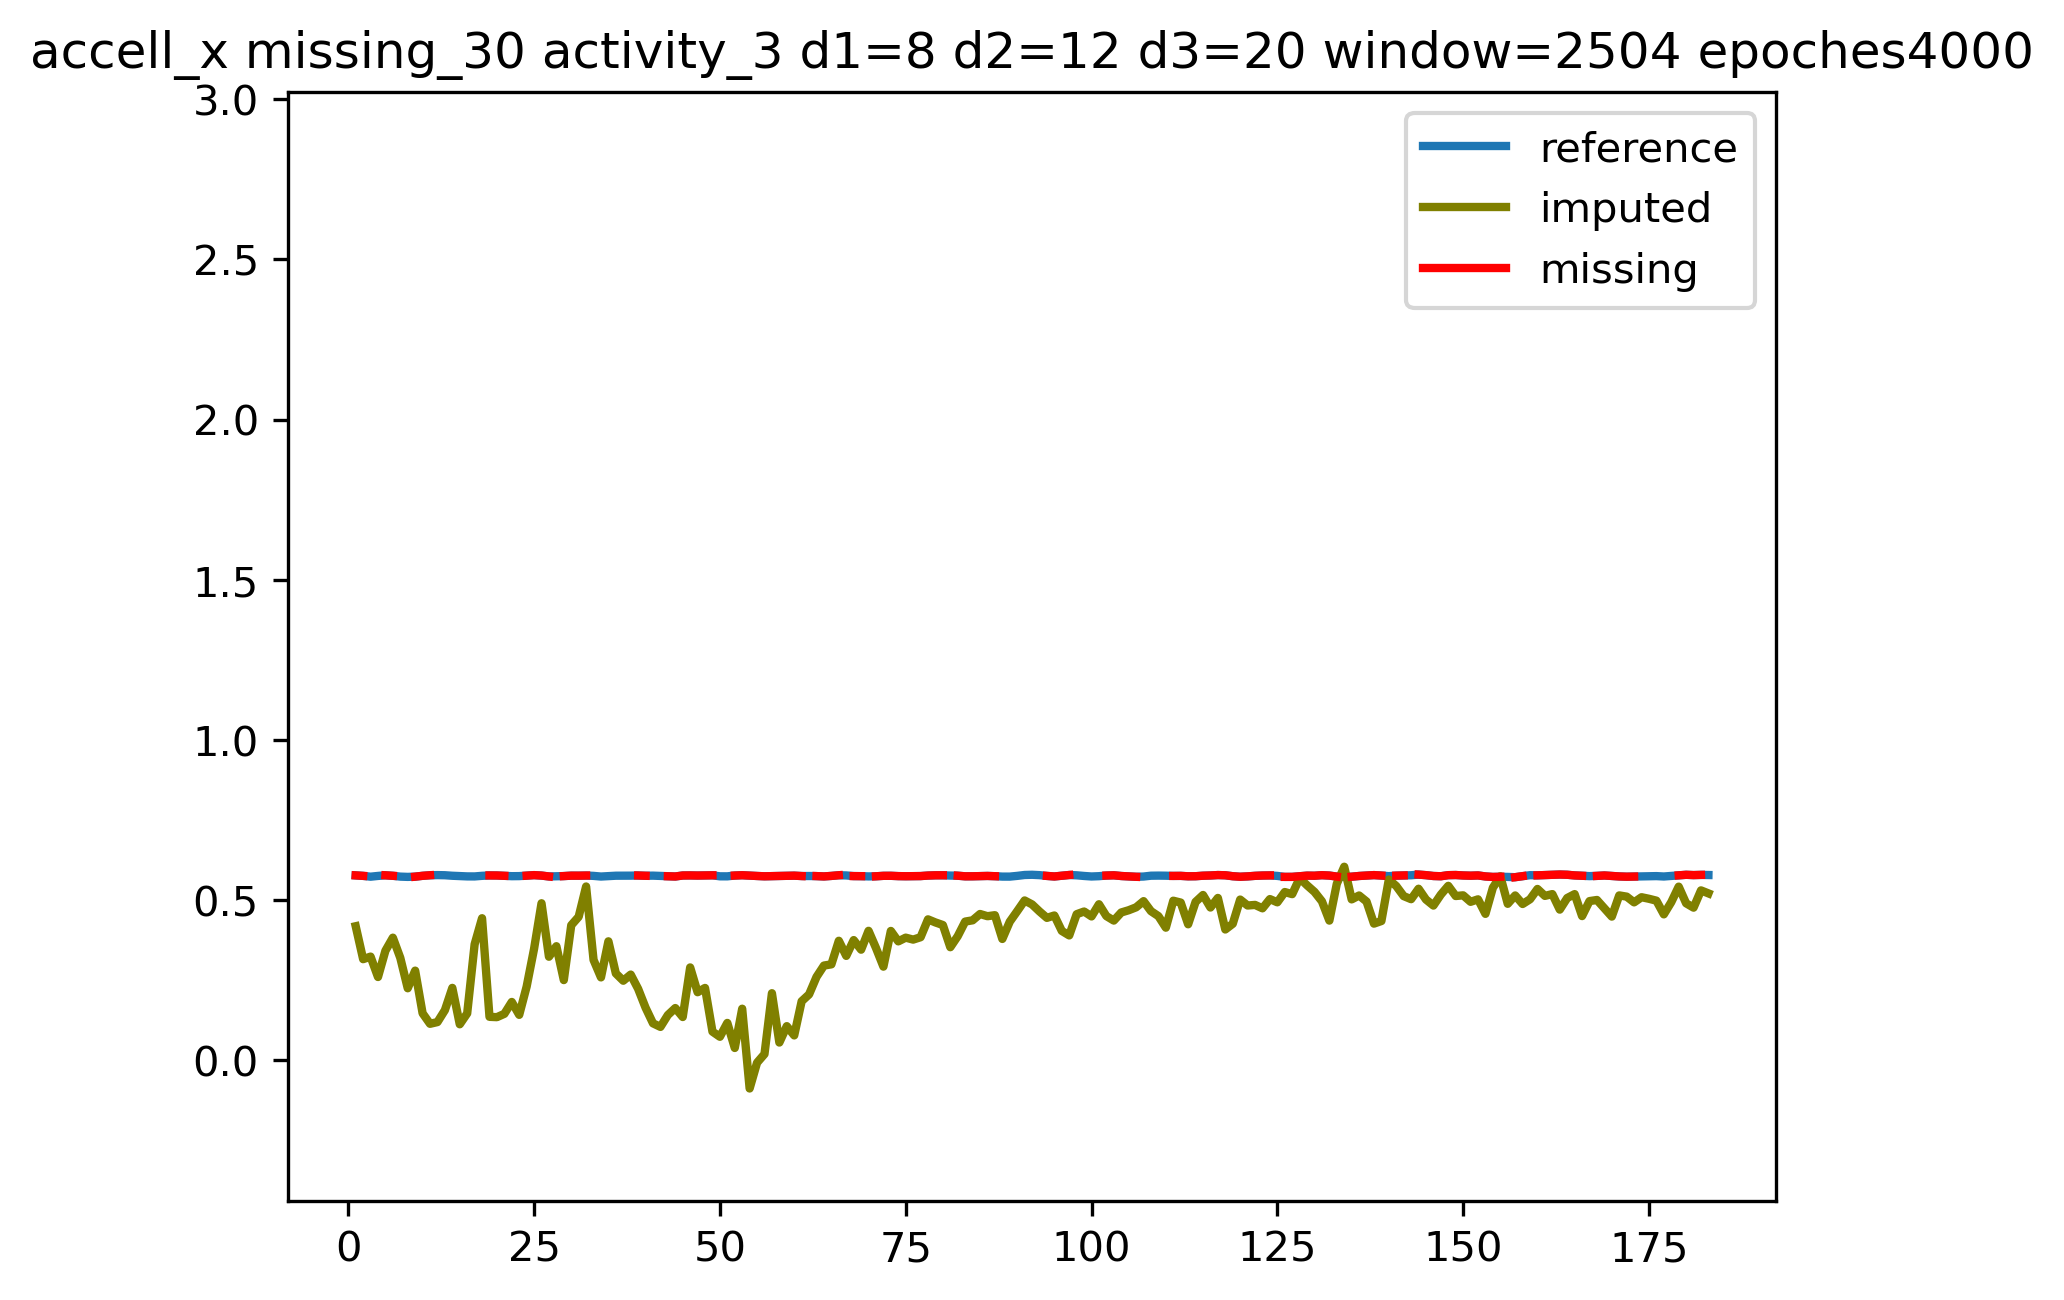 accell_x missing_30 activity_3 d1=8 d2=12 d3=20 window=2504 epoches4000
3.0
2.5
2.0
1.5
1.0
0.5
0.0
reference
imputed
missing
0 25 50 75 100 125 150 175